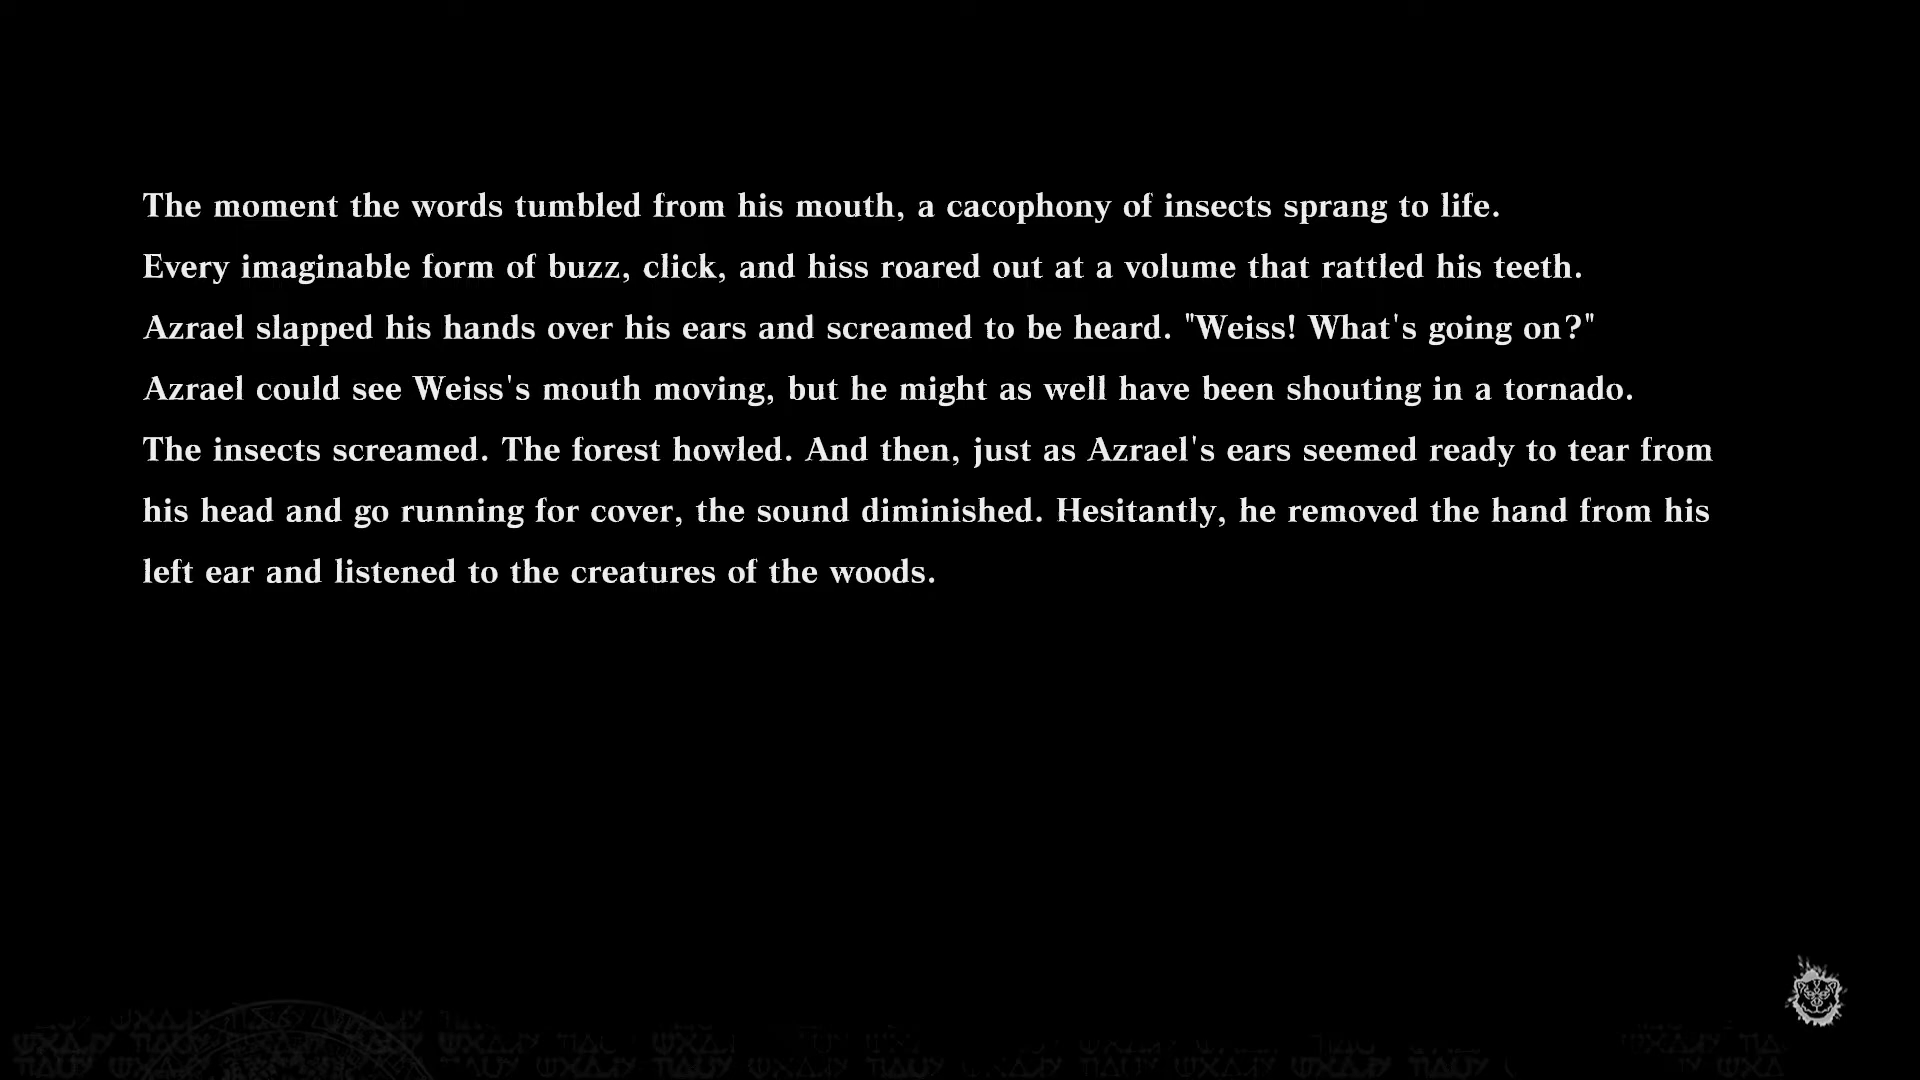 The moment the words tumbled from his mouth, a cacophony of insects sprang to life.
Every imaginable form of buzz, click, and hiss roared out at a volume that rattled his teeth.
Azrael slapped his hands over his ears and screamed to be heard. "Weiss! What's going on?"
Azrael could see Weiss's mouth moving, but he might as well have been shouting in a tornado.
The insects screamed. The forest howled. And then, just as Azrael's ears seemed ready to tear from
his head and go running for cover, the sound diminished. Hesitantly, he removed the hand from his
left ear and listened to the creatures of the woods.